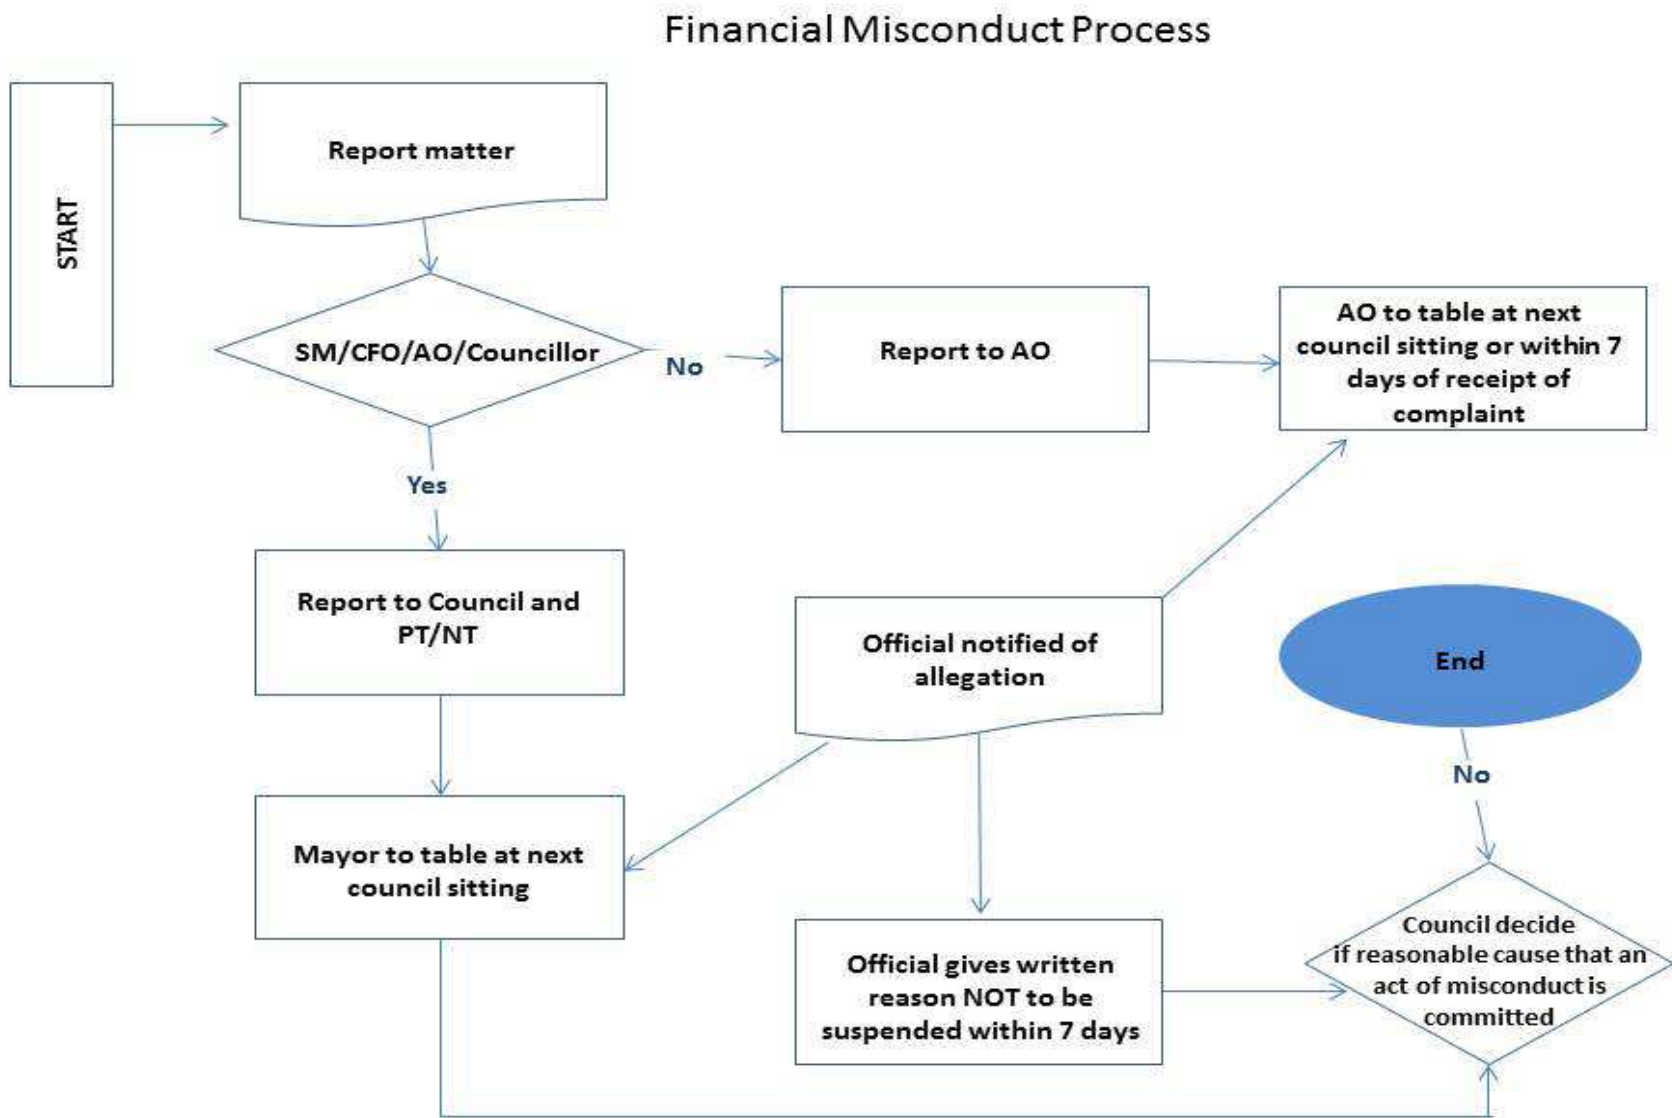 Financial Misconduct Process
START
Report matter
SM/CFO/AO/Councillor
No
Report to AO
AO to table at next
council sitting or within 7
days of receipt of
complaint
Yes
Report to Council and
PT/NT
Official notified of
allegation
End
No
Mayor to table at next
council sitting
Official gives written
reason NOT to be
suspended within 7 days
Council decide
if reasonable cause that an
act of misconduct is
committed